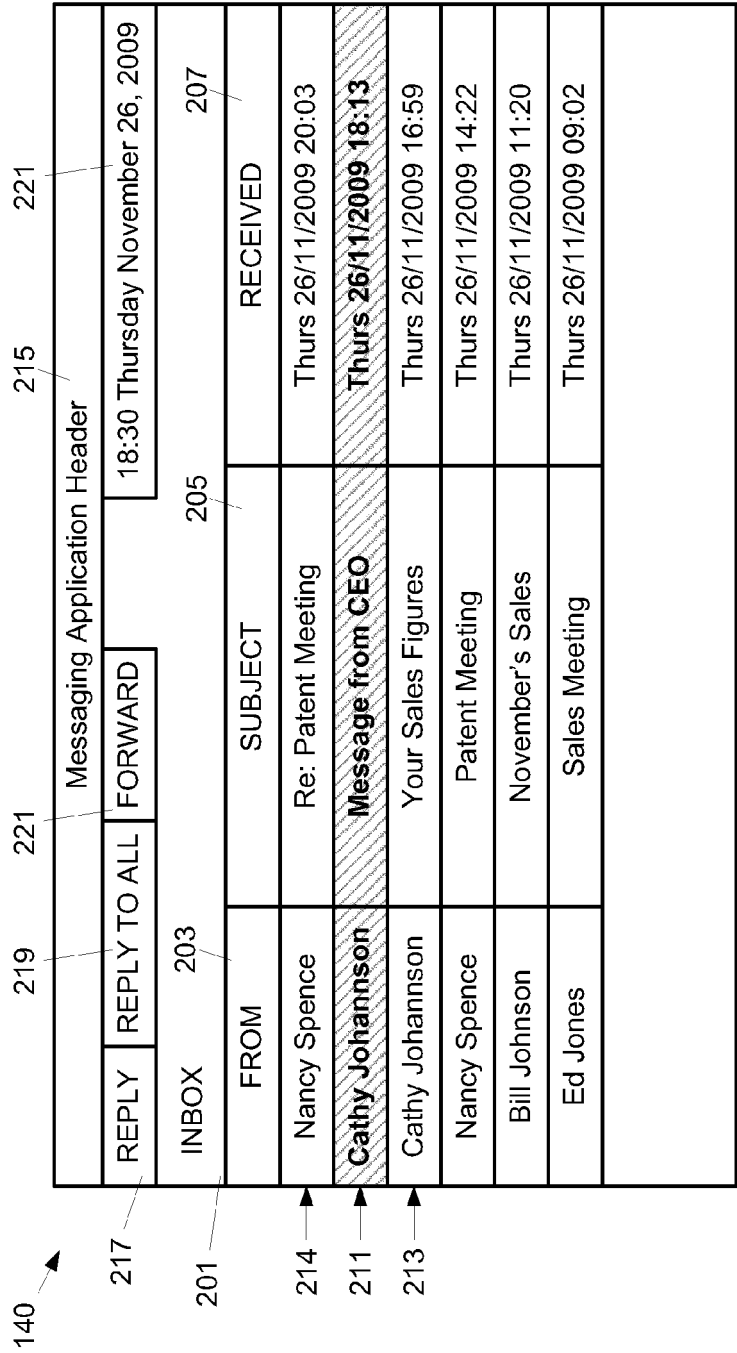 140
219 221 215 221
Messaging Application Header
217 REPLY REPLY TO ALL FORWARD 18:30 Thursday November 26, 2009
201 INBOX 203 205 207
FROM SUBJECT RECEIVED
214 Nancy Spence Re: Patent Meeting Thurs 26/11/2009 20:03
211 Cathy Johannson Message from CEO Thurs 26/11/2009 18:13
213 Cathy Johannson Your Sales Figures Thurs 26/11/2009 16:59
Nancy Spence Patent Meeting Thurs 26/11/2009 14:22
Bill Johnson November's Sales Thurs 26/11/2009 11:20
Ed Jones Sales Meeting Thurs 26/11/2009 09:02